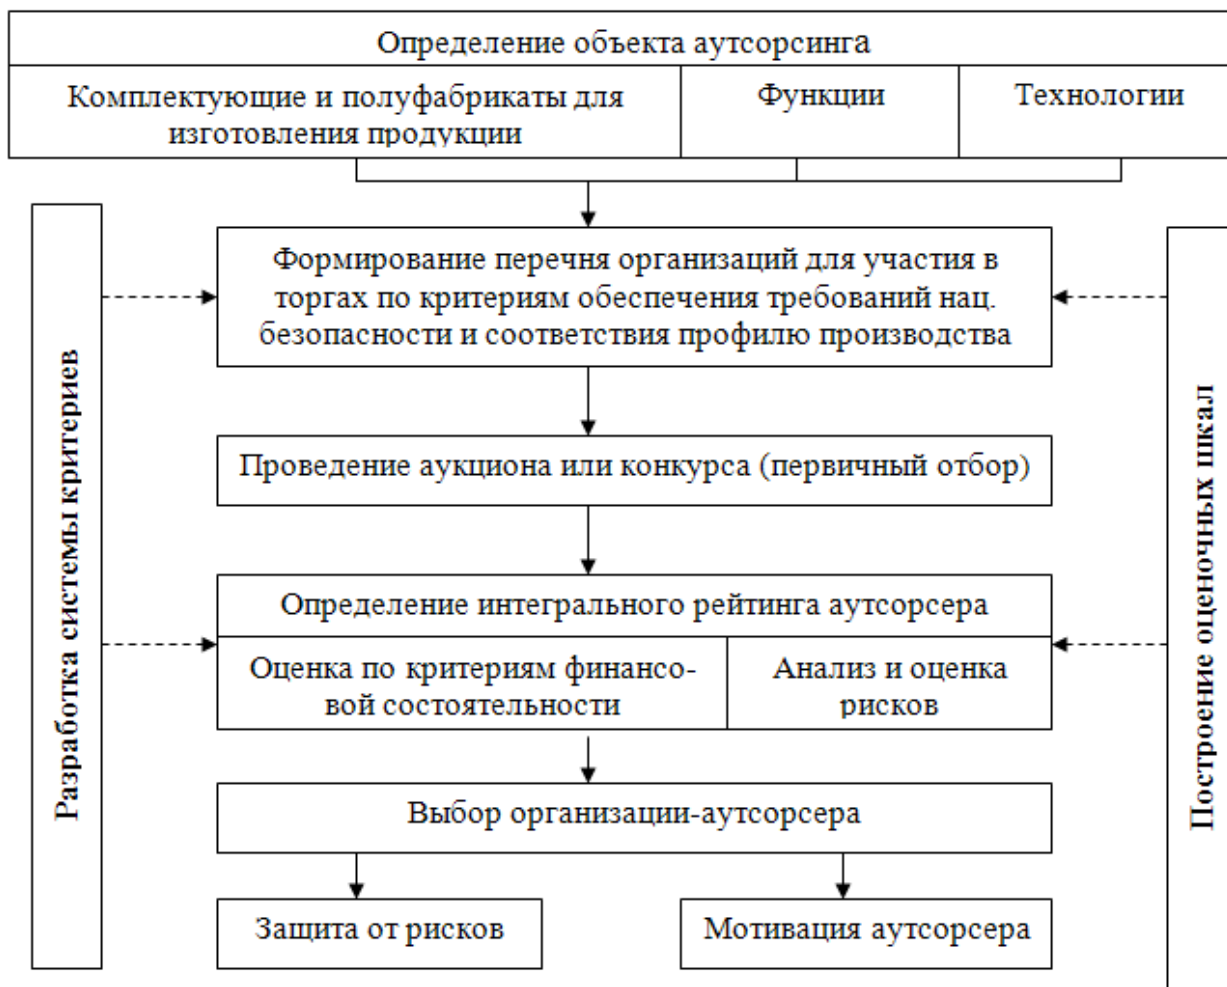 Определение объекта аутсорсинга
Комплектующие и полуфабрикаты для
изготовления продукции
Функции
Технологии
Разработка системы критериев
Формирование перечня организаций для участия в
торгах по критериям обеспечения требований нац.
безопасности и соответствия профилю производства
Построение оценочных шкал
Проведение аукциона или конкурса (первичный отбор)
Определение интегрального рейтинга аутсорсера
Оценка по критериям финансо-
вой состоятельности
Анализ и оценка
рисков
Выбор организации-аутсорсера
Защита от рисков
Мотивация аутсорсера